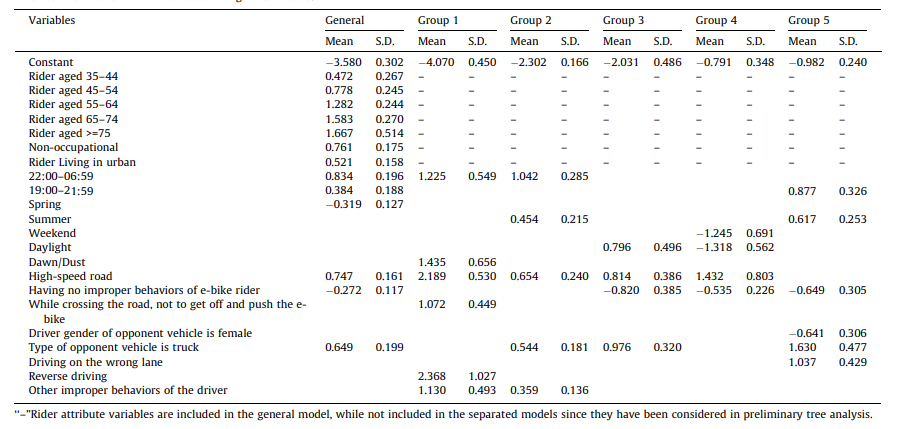 Variables General Group 1 Group 2 Group 3 Group 4 Group 5
Mean S.D. Mean S.D. Mean S.D. Mean S.D. Mean S.D. Mean S.D.
Constant −3.580 0.302 −4.070 0.450 −2.302 0.166 −2.031 0.486 −0.791 0.348 −0.982 0.240
Rider aged 35–44 0.472 0.267 – – – – – – – – – –
Rider aged 45–54 0.778 0.245 – – – – – – – – – –
Rider aged 55–64 1.282 0.244 – – – – – – – – – –
Rider aged 65–74 1.583 0.270 – – – – – – – – – –
Rider aged >=75 1.667 0.514 – – – – – – – – – –
Non-occupational 0.761 0.175 – – – – – – – – – –
Rider Living in urban 0.521 0.158 – – – – – – – – – –
22:00–06:59 0.834 0.196 1.225 0.549 1.042 0.285
19:00–21:59 0.384 0.188 0.877 0.326
Spring −0.319 0.127
Summer 0.454 0.215 0.617 0.253
Weekend −1.245 0.691
Daylight 0.796 0.496 −1.318 0.562
Dawn/Dust 1.435 0.656
High-speed road 0.747 0.161 2.189 0.530 0.654 0.240 0.814 0.386 1.432 0.803
Having no improper behaviors of e-bike rider −0.272 0.117 −0.820 0.385 −0.535 0.226 −0.649 0.305
While crossing the road, not to get off and push the e- 1.072 0.449
bike
Driver gender of opponent vehicle is female −0.641 0.306
Type of opponent vehicle is truck 0.649 0.199 0.544 0.181 0.976 0.320 1.630 0.477
Driving on the wrong lane 1.037 0.429
Reverse driving 2.368 1.027
Other improper behaviors of the driver 1.130 0.493 0.359 0.136
"–"Rider attribute variables are included in the general model, while not included in the separated models since they have been considered in preliminary tree analysis.